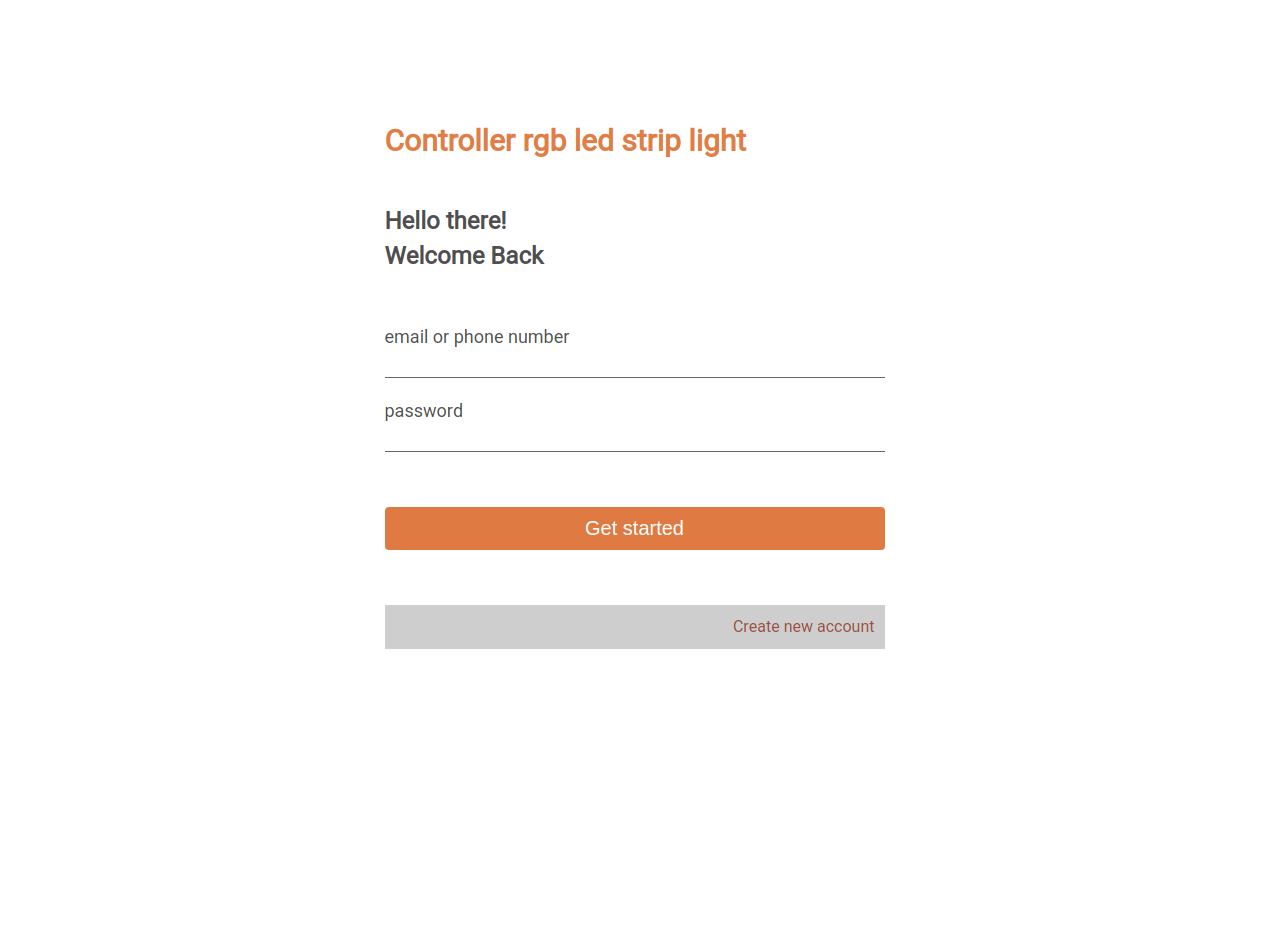 Controller rgb led strip light
Hello there!
Welcome Back
email or phone number
password
Get started
Create new account